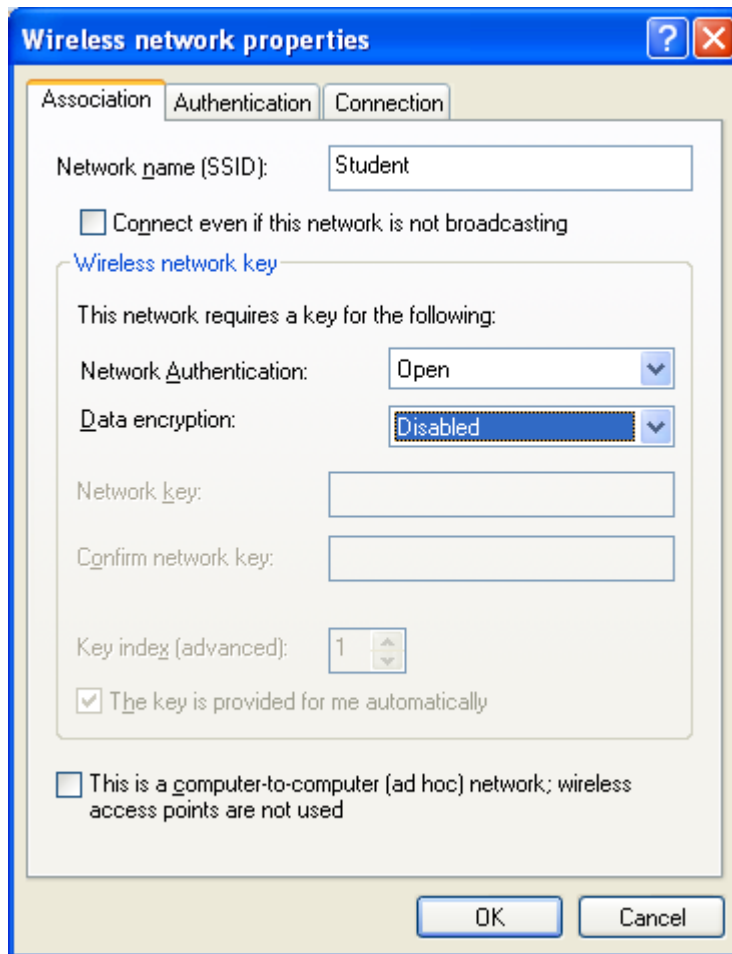 Wireless network properties
Association
Authentication
Connection
Network name (SSID):
Student
Connect even if this network is not broadcasting
Wireless network key
This network requires a key for the following:
Network Authentication:
Open
Data encryption:
Disabled
Network key:
Confirm network key:
Key index (advanced):
1
The key is provided for me automatically
This is a computer-to-computer (ad hoc) network; wireless
access points are not used
OK
Cancel